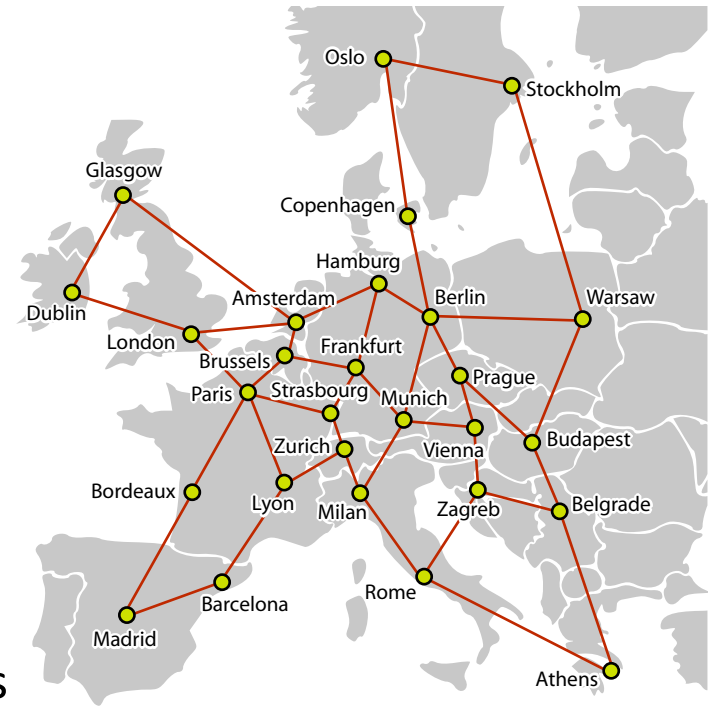 Oslo
Stockholm
Glasgow
Copenhagen
Hamburg
Amsterdam
Berlin
Warsaw
Dublin
London
Brussels
Frankfurt
Paris
Strasbourg
Munich
Prague
Zurich
Vienna
Budapest
Bordeaux
Lyon
Milan
Zagreb
Belgrade
Rome
Barcelona
Madrid
Athens
s